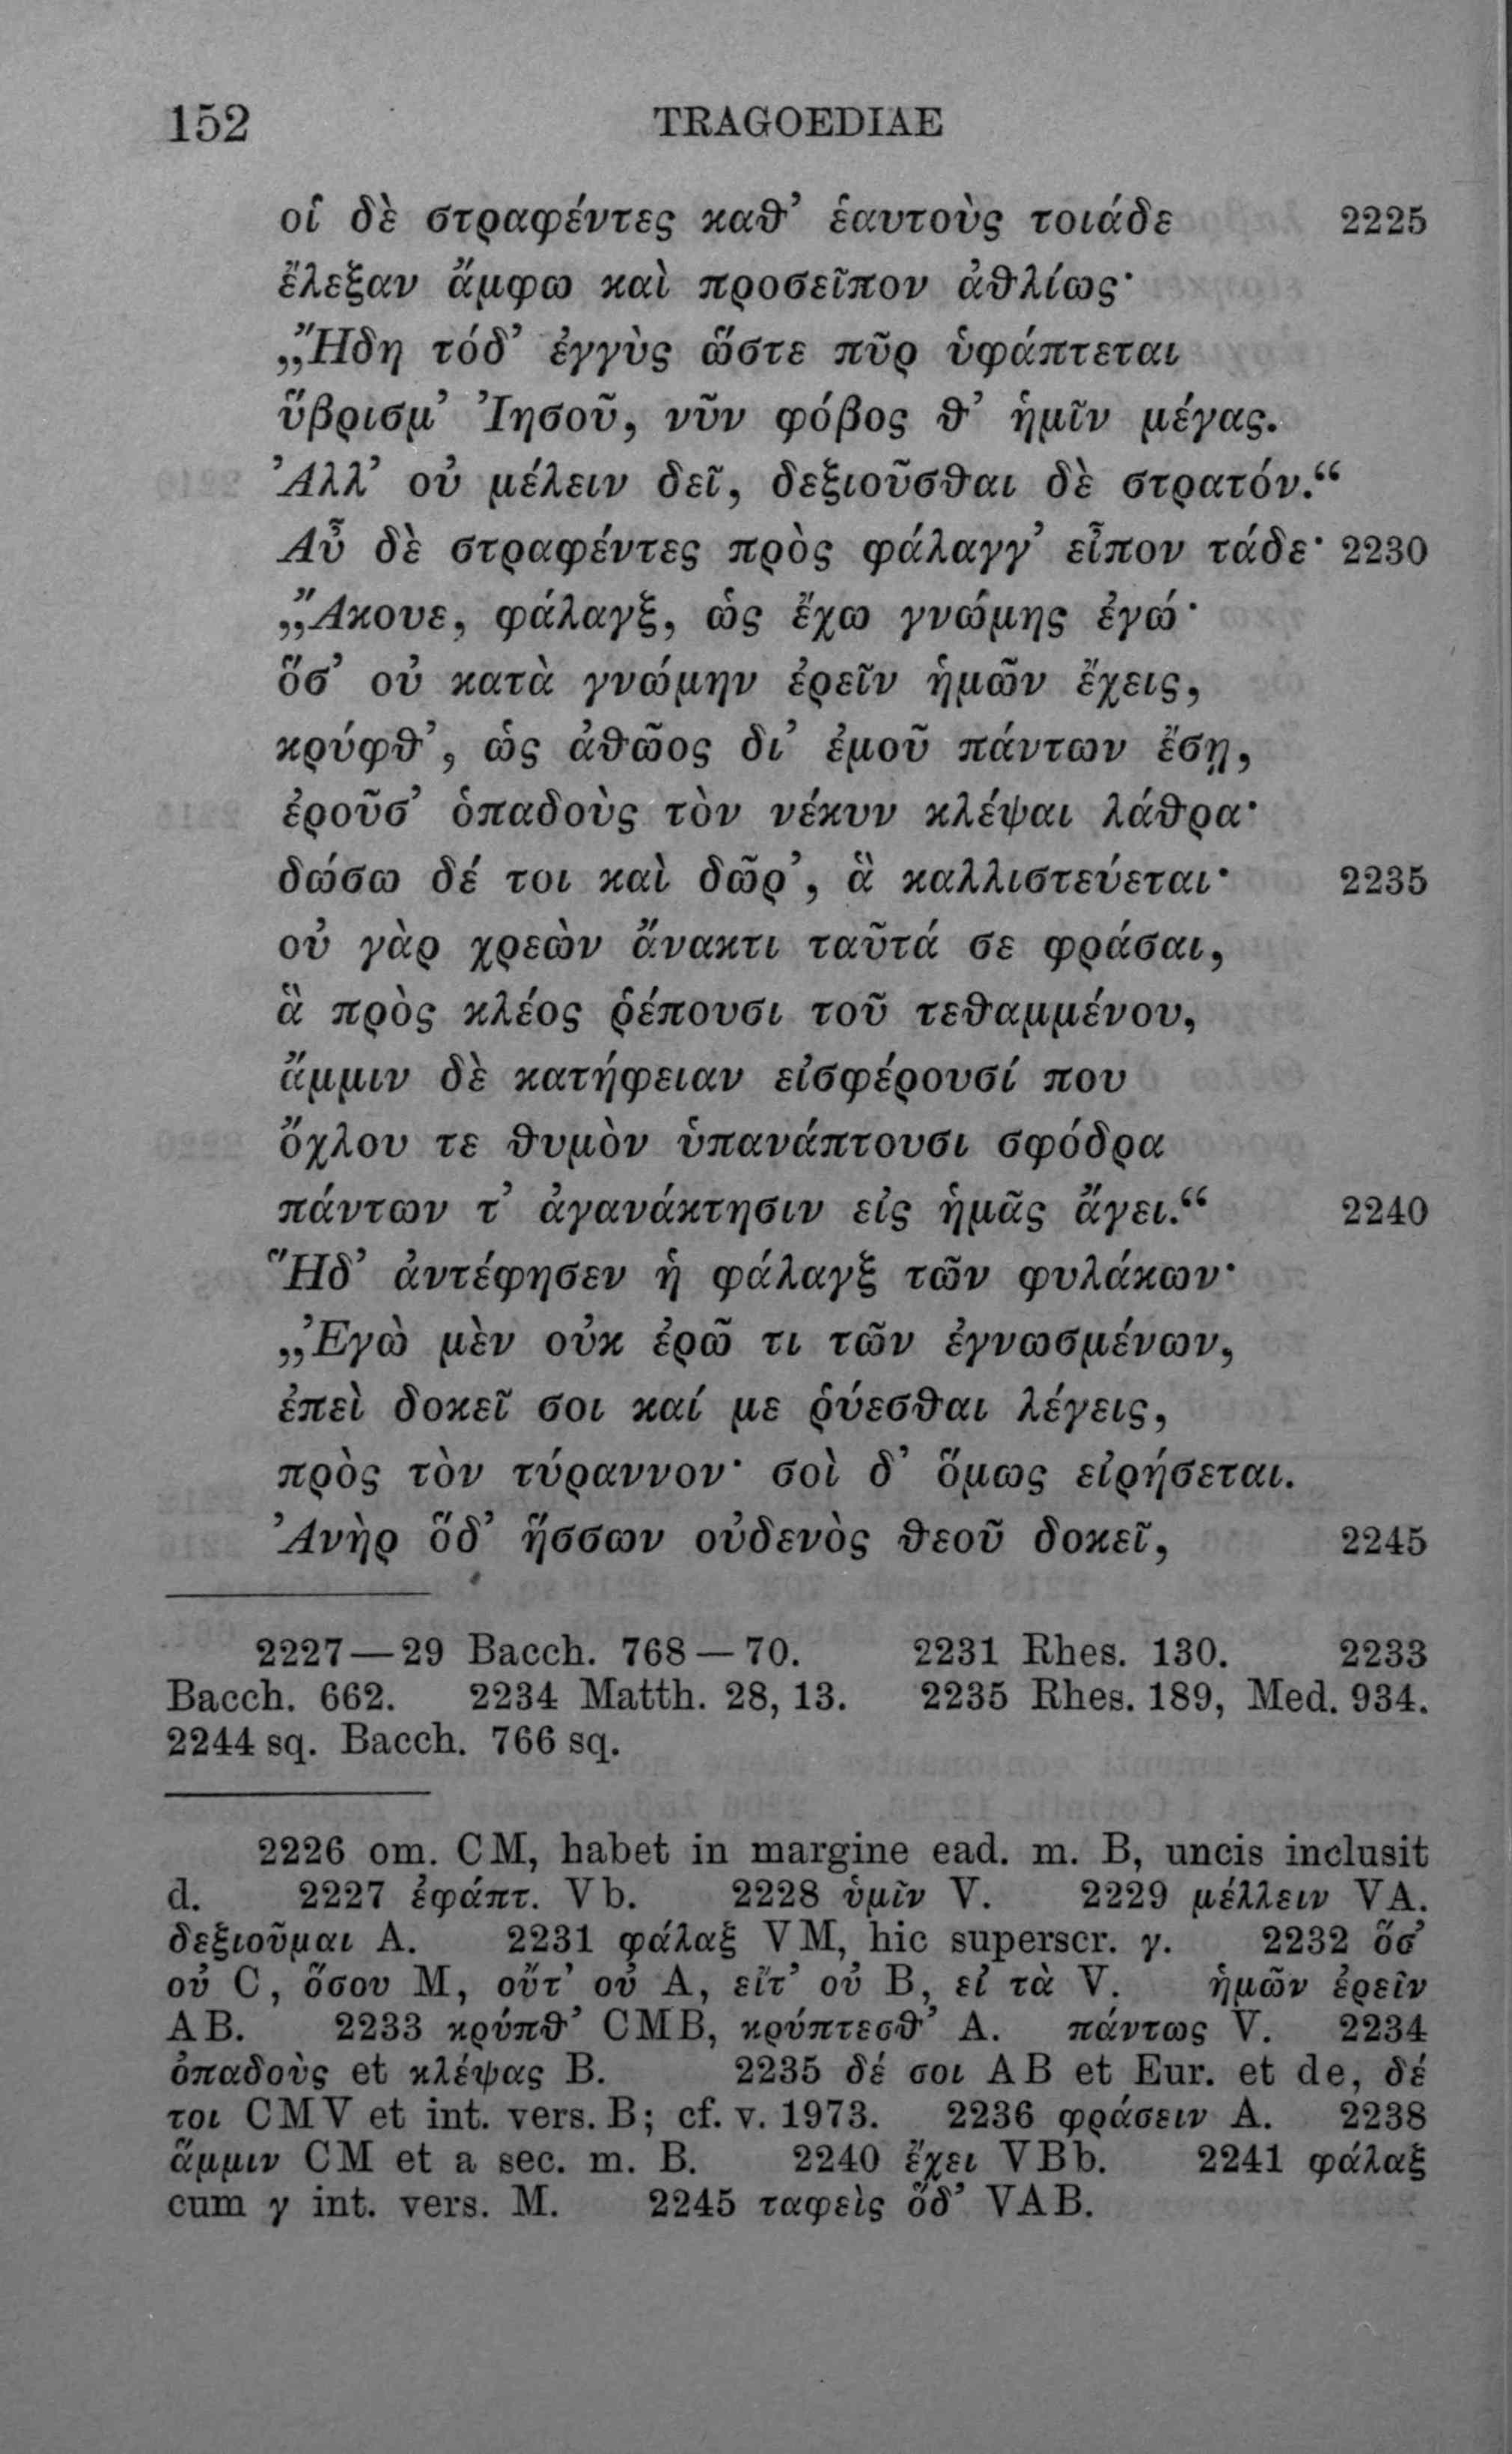 152 TRAGOEDIAE
οἱ δὲ στραφέντες καθ’ ἑαυτοὺς τοιάδε 2225
ἔλεξαν ἄμφω καὶ προσεῖπον ἀθλίως·
„Ἤδη τόδ’ ἐγγὺς ὥστε πῦρ ὑφάπτεται
ὕβρισμ’ Ἰησοῦ, νῦν φόβος θ’ ἡμῖν μέγας.
Ἀλλ’ οὐ μέλειν δεῖ, δεξιοῦσθαι δὲ στρατόν.“
Αὖ δὲ στραφέντες πρὸς φάλαγγ’ εἶπον τάδε· 2230
„Ἄκουε, φάλαγξ, ὡς ἔχω γνώμης ἐγώ·
ὅσ’ οὐ κατὰ γνώμην ἐρεῖν ἡμῶν ἔχεις,
κρύφθ’, ὡς ἀθῶος δι’ ἐμοῦ πάντων ἔσῃ,
ἐροῦσ’ ὀπαδοὺς τὸν νέκυν κλέψαι λάθρα·
δώσω δέ τοι καὶ δῶρ’, ἃ καλλιστεύεται· 2235
οὐ γὰρ χρεὼν ἄνακτι ταῦτά σε φράσαι,
ἃ πρὸς κλέος ῥέπουσι τοῦ τεθαμμένου,
ἄμμιν δὲ κατήφειαν εἰσφέρουσί που
ὄχλου τε θυμὸν ὑπανάπτουσι σφόδρα
πάντων τ’ ἀγανάκτησιν εἰς ἡμᾶς ἄγει.“ 2240
Ἥδ’ ἀντέφησεν ἡ φάλαγξ τῶν φυλάκων·
„Ἐγὼ μὲν οὐκ ἐρῶ τι τῶν ἐγνωσμένων,
ἐπεὶ δοκεῖ σοι καί με ῥύεσθαι λέγεις,
πρὸς τὸν τύραννον· σοὶ δ’ ὅμως εἰρήσεται.
Ἀνὴρ ὅδ’ ἥσσων οὐδενὸς θεοῦ δοκεῖ, 2245
2227—29 Bacch. 768—70. 2231 Rhes. 130. 2233
Bacch. 662. 2234 Matth. 28, 13. 2235 Rhes. 189, Med. 934.
2244 sq. Bacch. 766 sq.
2226 om. CM, habet in margine ead. m. B, uncis inclusit
d. 2227 ἐφάπτ. Vb. 2228 ὑμῖν V. 2229 μέλλειν VA.
δεξιοῦμαι A. 2231 φάλαξ VM, hic superscr. γ. 2232 ὅσ’
οὐ C, ὅσου M, οὔτ’ οὐ A, εἴτ’ οὐ B, εἰ τὰ V. ἡμῶν ἐρεῖν
AB. 2233 κρύπθ’ CMB, κρύπτεσθ’ A. πάντως V. 2234
ὀπαδοὺς et κλέψας B. 2235 δέ σοι AB et Eur. et de, δέ
τοι CMV et int. vers. B; cf. v. 1973. 2236 φράσειν A. 2238
ἄμμιν CM et a sec. m. B. 2240 ἔχει VBb. 2241 φάλαξ
cum γ int. vers. M. 2245 ταφεὶς ὅδ’ VAB.